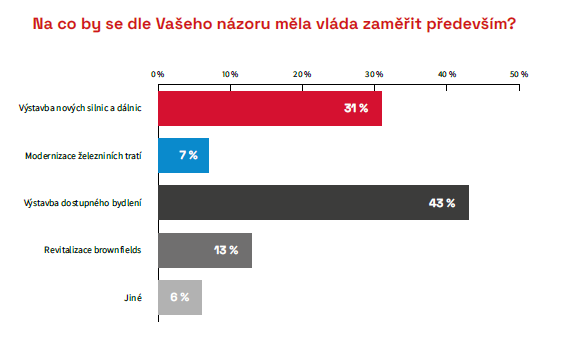 Na co by se dle Vašeho názoru měla vláda zaměřit především?
0 % 10 % 20 % 30 % 40 % 50 %
Výstavba nových silnic a dálnic 31 %
Modernizace železniních tratí 7 %
Výstavba dostupného bydlení 43 %
Revitalizace brownfields 13 %
Jiné 6 %